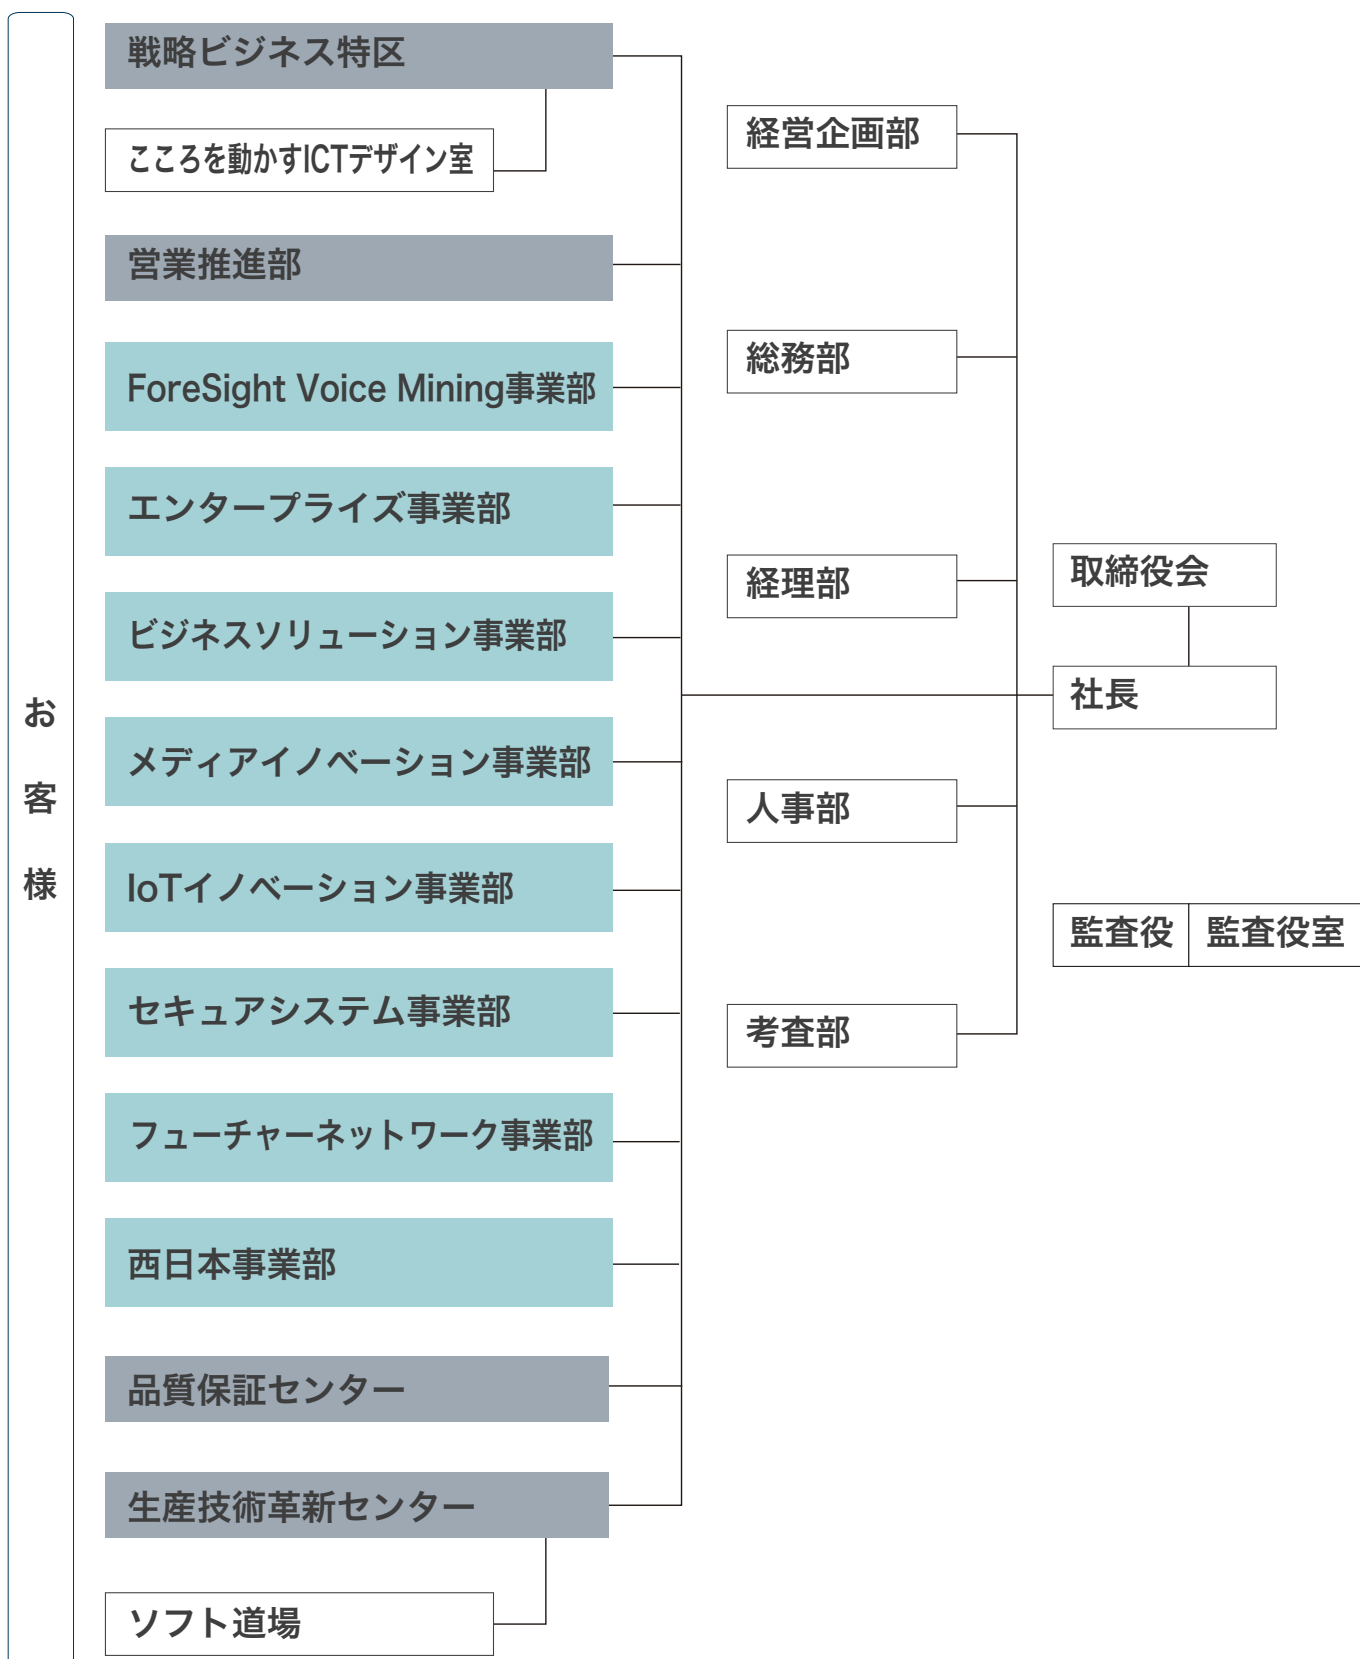 お客様
戦略ビジネス特区
こころを動かすICTデザイン室
営業推進部
ForeSight Voice Mining事業部
エンタープライズ事業部
ビジネスソリューション事業部
メディアイノベーション事業部
IoTイノベーション事業部
セキュアシステム事業部
フューチャーネットワーク事業部
西日本事業部
品質保証センター
生産技術革新センター
ソフト道場
経営企画部
総務部
経理部
人事部
考査部
取締役会
社長
監査役
監査役室